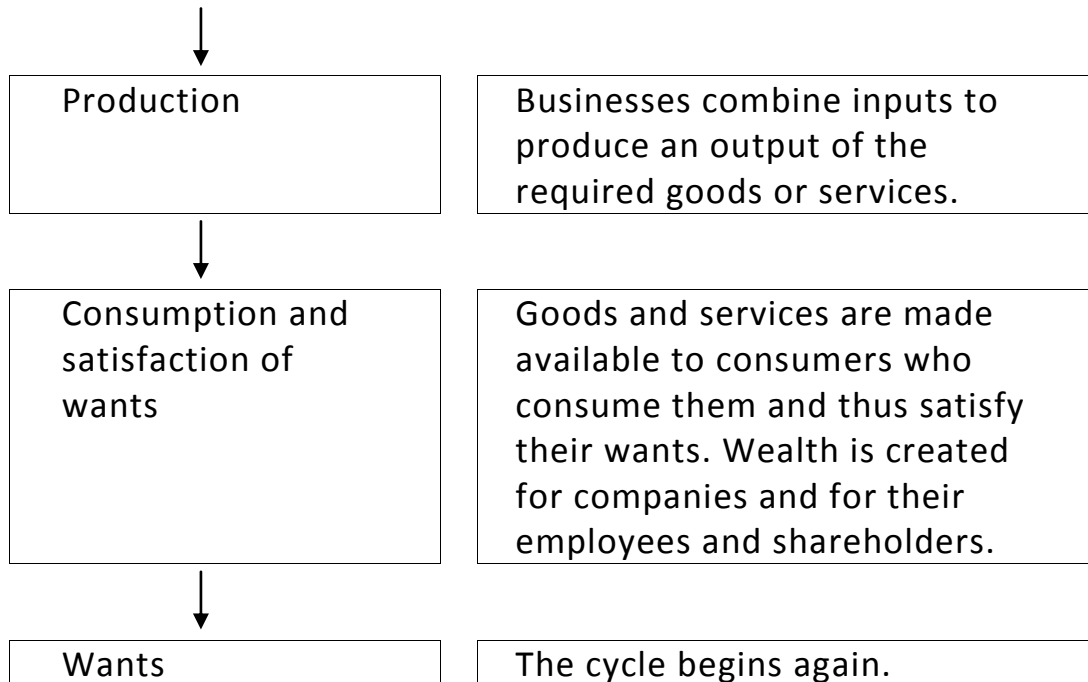 Production
Businesses combine inputs to
produce an output of the
required goods or services.
Consumption and
satisfaction of
wants
Goods and services are made
available to consumers who
consume them and thus satisfy
their wants. Wealth is created
for companies and for their
employees and shareholders.
Wants
The cycle begins again.